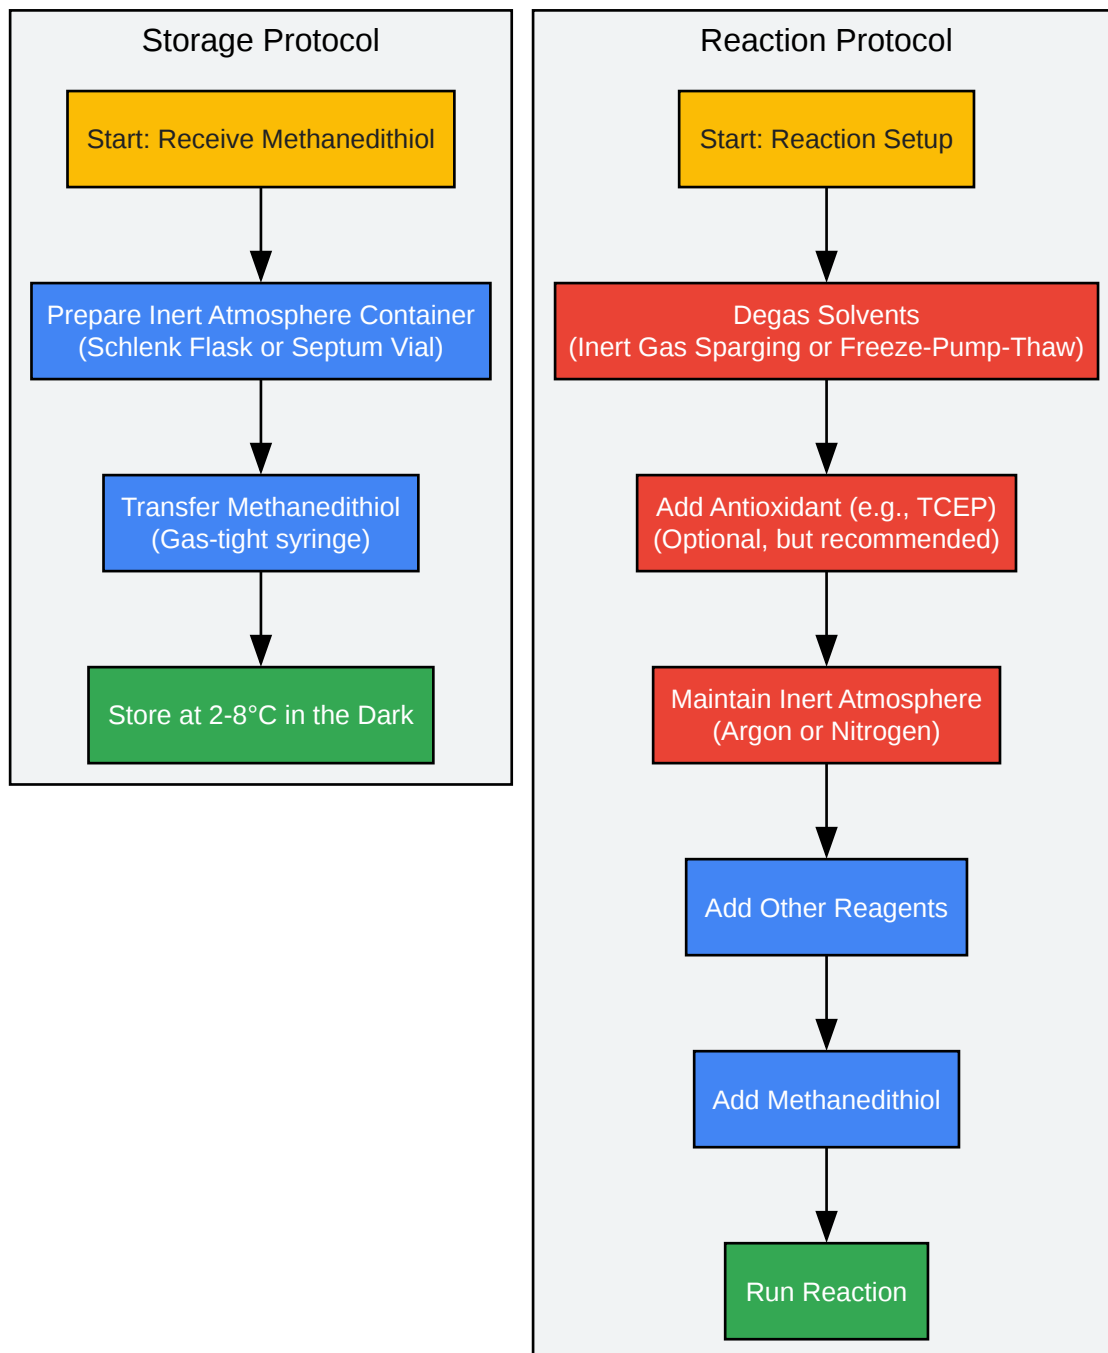 Storage Protocol
Start: Receive Methanedithiol
Prepare Inert Atmosphere Container
(Schlenk Flask or Septum Vial)
Transfer Methanedithiol
(Gas-tight syringe)
Store at 2-8°C in the Dark
Reaction Protocol
Start: Reaction Setup
Degas Solvents
(Inert Gas Sparging or Freeze-Pump-Thaw)
Add Antioxidant (e.g., TCEP)
(Optional, but recommended)
Maintain Inert Atmosphere
(Argon or Nitrogen)
Add Other Reagents
Add Methanedithiol
Run Reaction